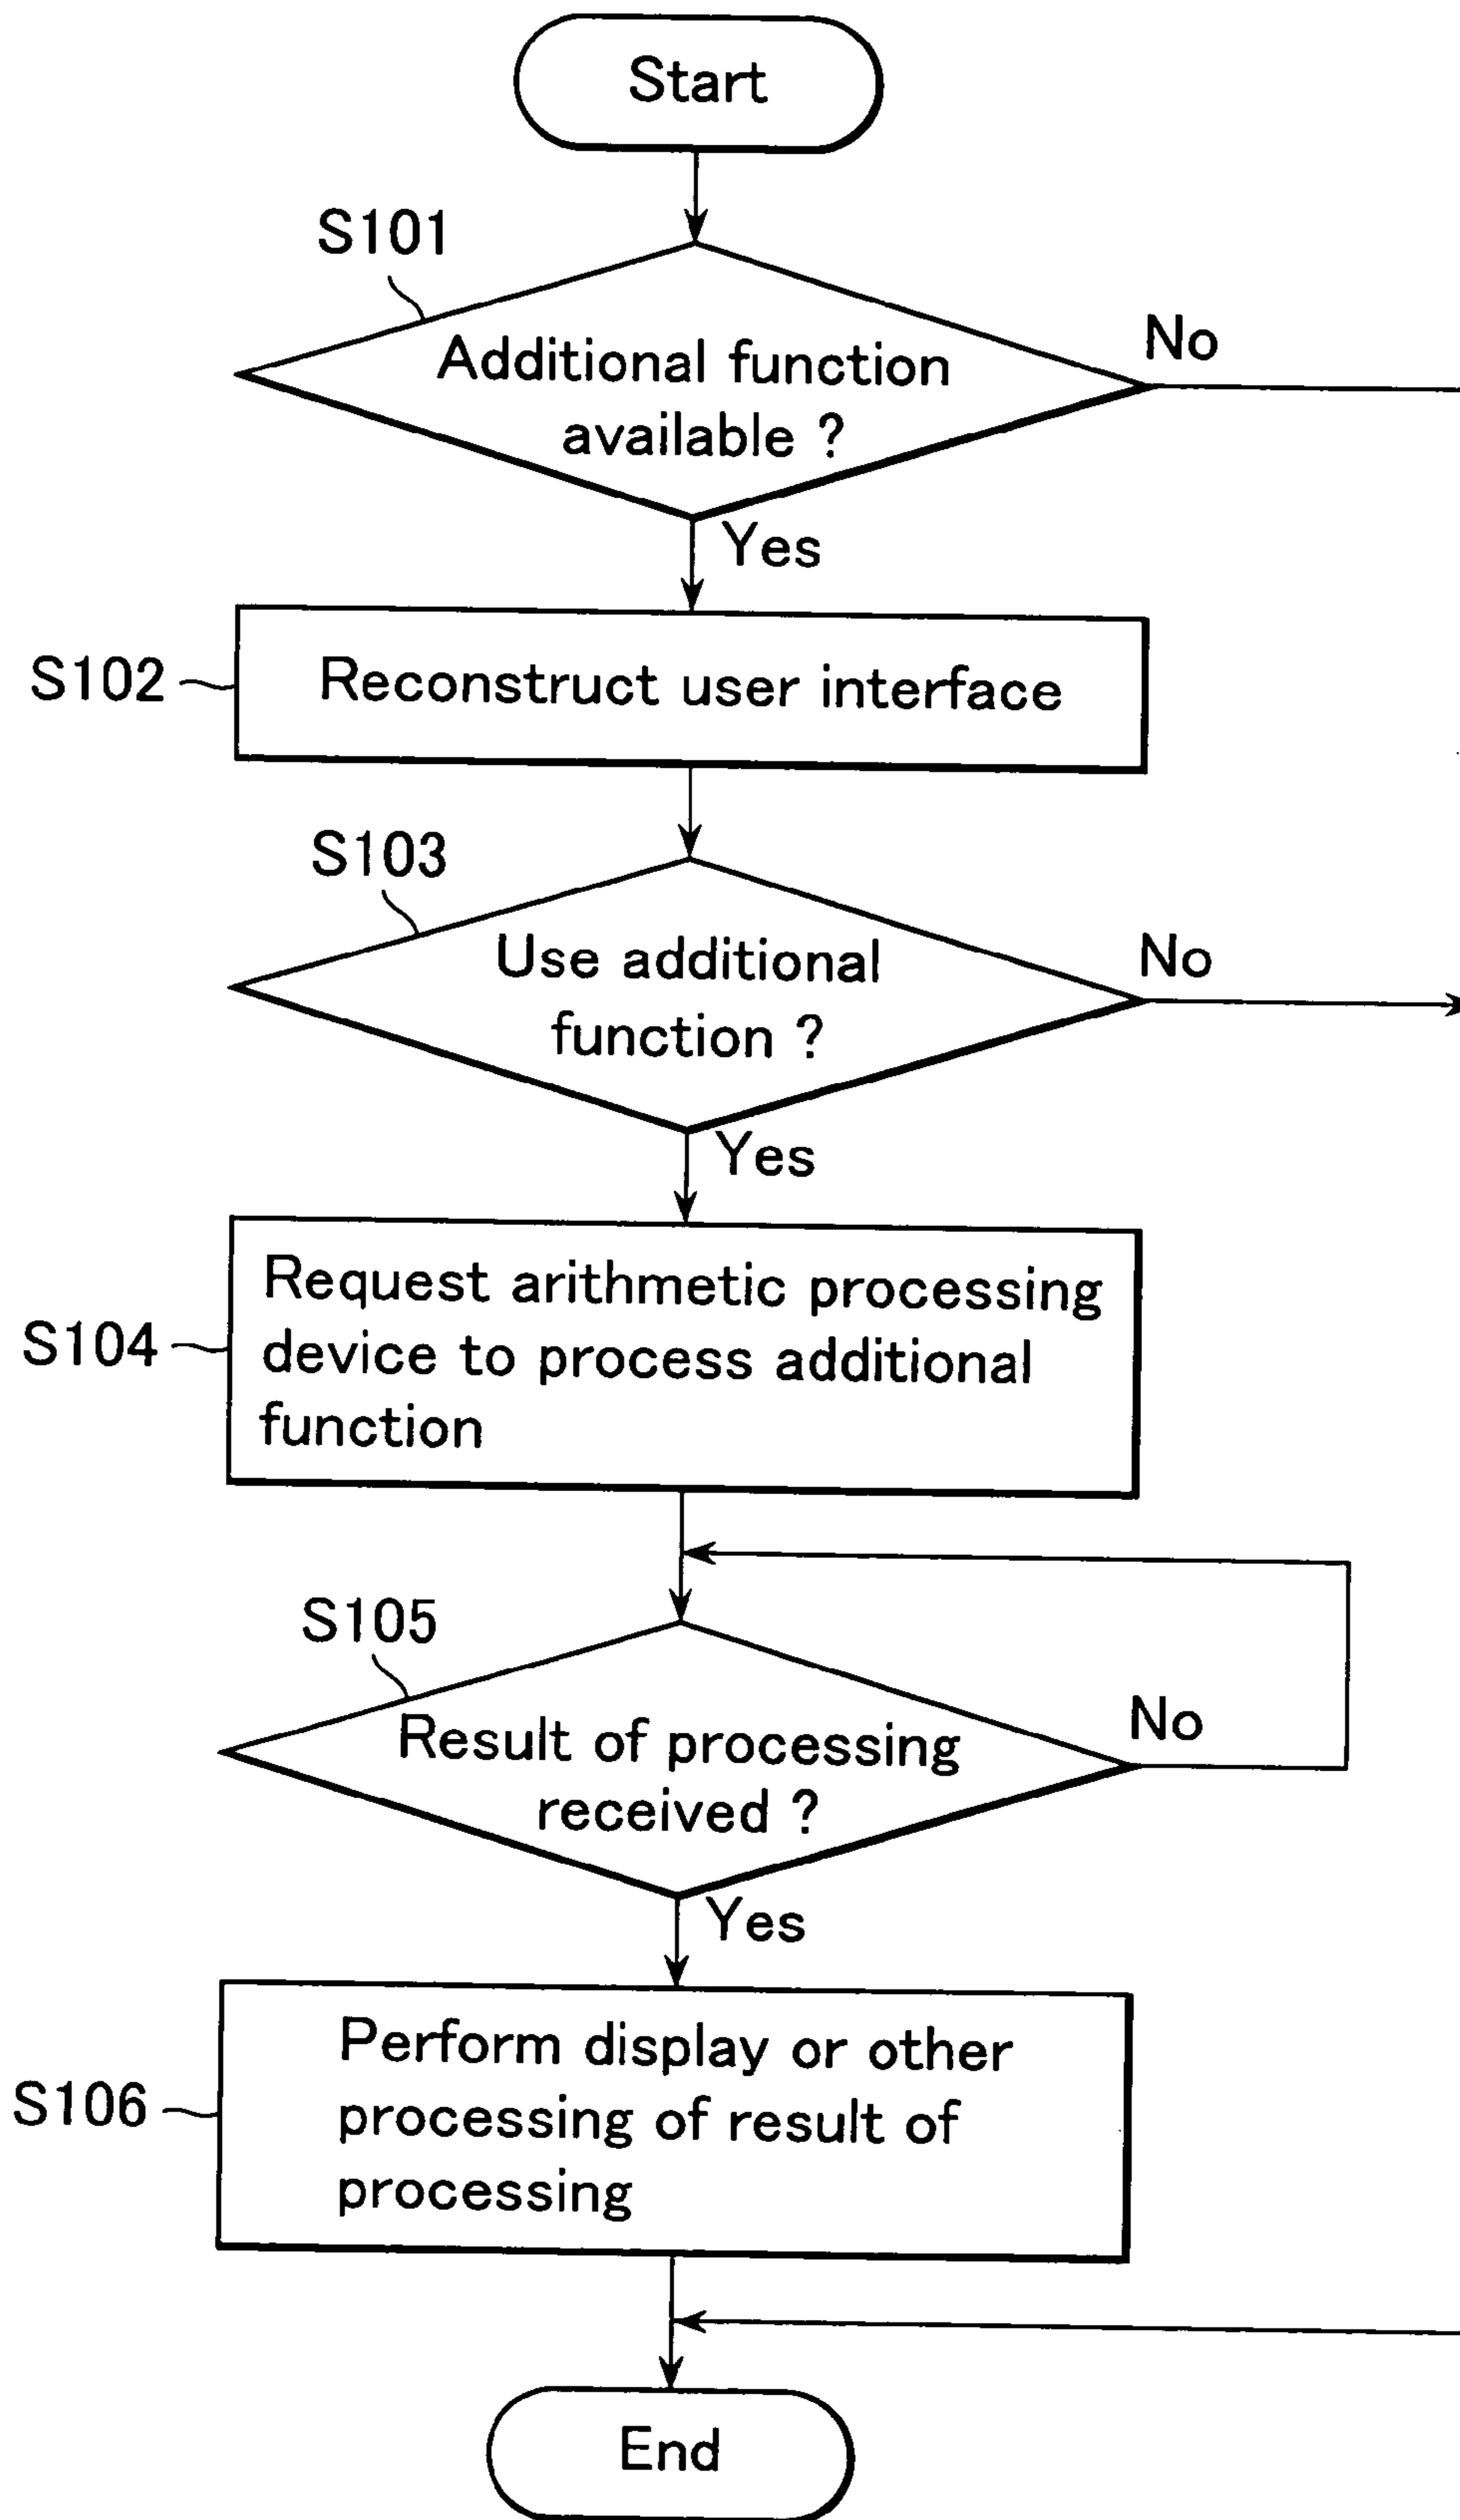 Start
S101
Additional function
available ?
No
Yes
S102
Reconstruct user interface
S103
Use additional
function ?
No
Yes
S104
Request arithmetic processing
device to process additional
function
S105
Result of processing
received ?
No
Yes
S106
Perform display or other
processing of result of
processing
End